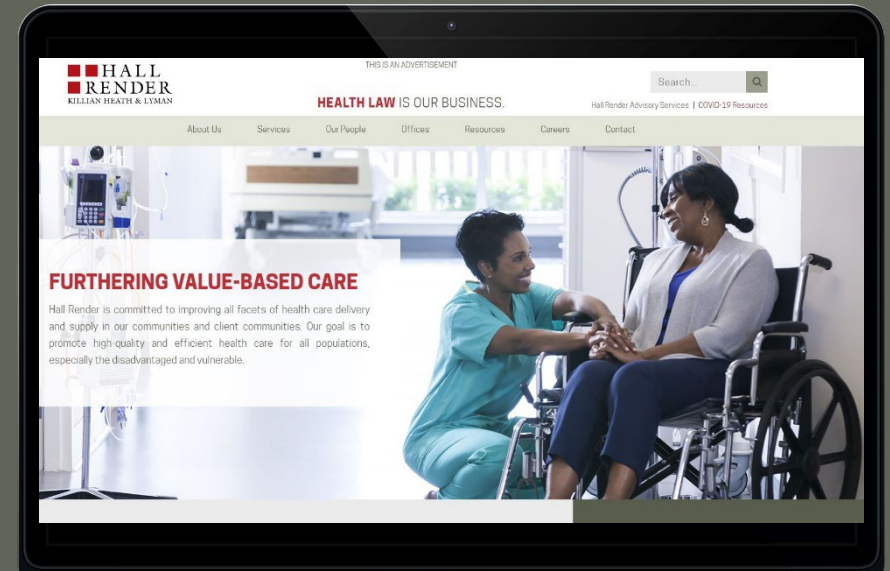 HALL
RENDER
KILLIAN HEATH & LYMAN
THIS IS AN ADVERTISEMENT
HEALTH LAW IS OUR BUSINESS.
Search...
Hall Render Advisory Services | COVID-19 Resources
About Us Services Our People Offices Resources Careers Contact
FURTHERING VALUE-BASED CARE
Hall Render is committed to improving all facets of health care delivery
and supply in our communities and client communities. Our goal is to
promote high-quality and efficient health care for all populations,
especially the disadvantaged and vulnerable.